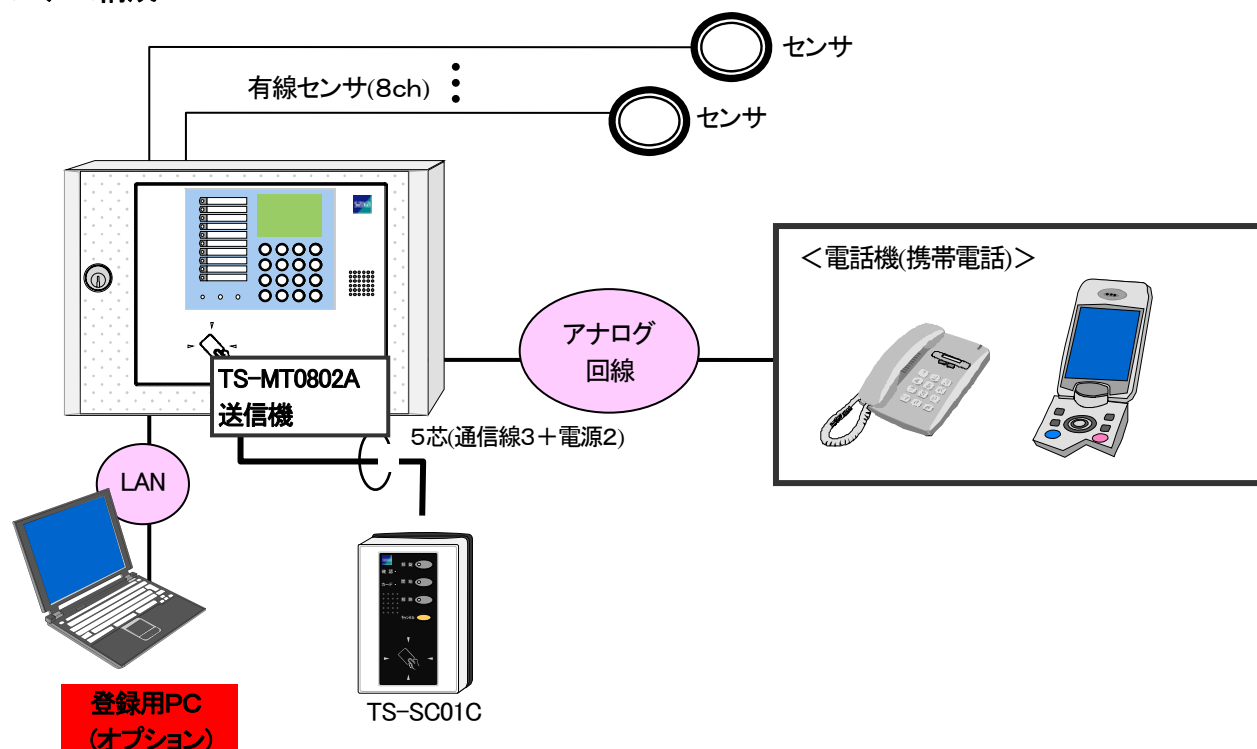 構成
センサ
有線センサ(8ch)
センサ
＜電話機(携帯電話)＞
アナログ
回線
TS-MT0802A
送信機
5芯(通信線3＋電源2)
LAN
TS-SC01C
登録用PC
(オプション)